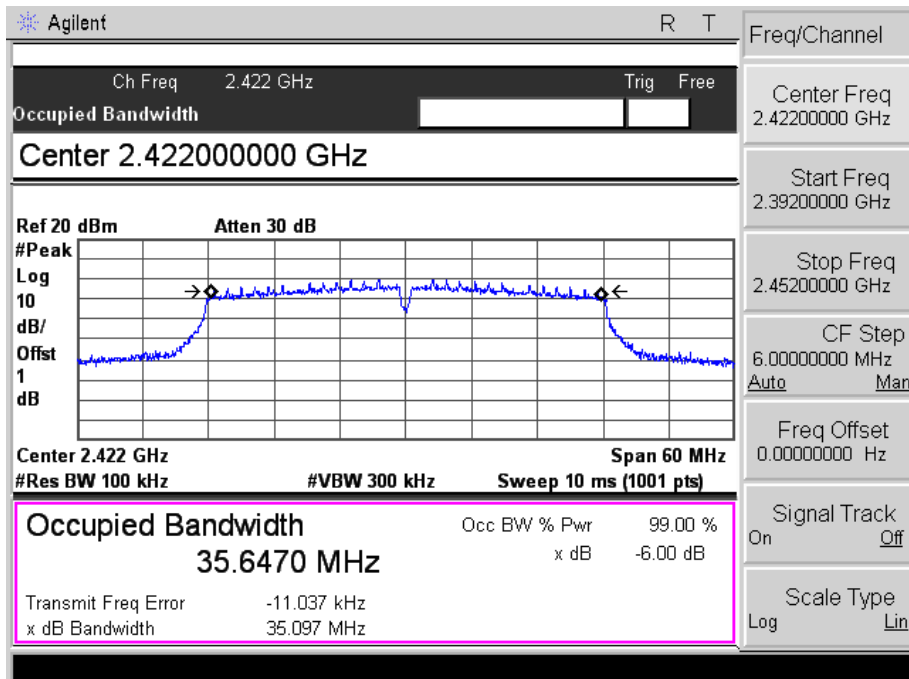 Agilent R T
Freq/Channel
Ch Freq 2.422 GHz Trig Free
Occupied Bandwidth
Center 2.422000000 GHz
Ref 20 dBm Atten 30 dB
#Peak
Log
10
dB/
Offst
1
dB
Center 2.422 GHz Span 60 MHz
#Res BW 100 kHz #VBW 300 kHz Sweep 10 ms (1001 pts)
Occupied Bandwidth
35.6470 MHz
Occ BW % Pwr 99.00 %
x dB -6.00 dB
Transmit Freq Error -11.037 kHz
x dB Bandwidth 35.097 MHz
Center Freq
2.42200000 GHz
Start Freq
2.39200000 GHz
Stop Freq
2.45200000 GHz
CF Step
6.00000000 MHz
Auto Man
Freq Offset
0.00000000 Hz
Signal Track
On Off
Scale Type
Log Lin